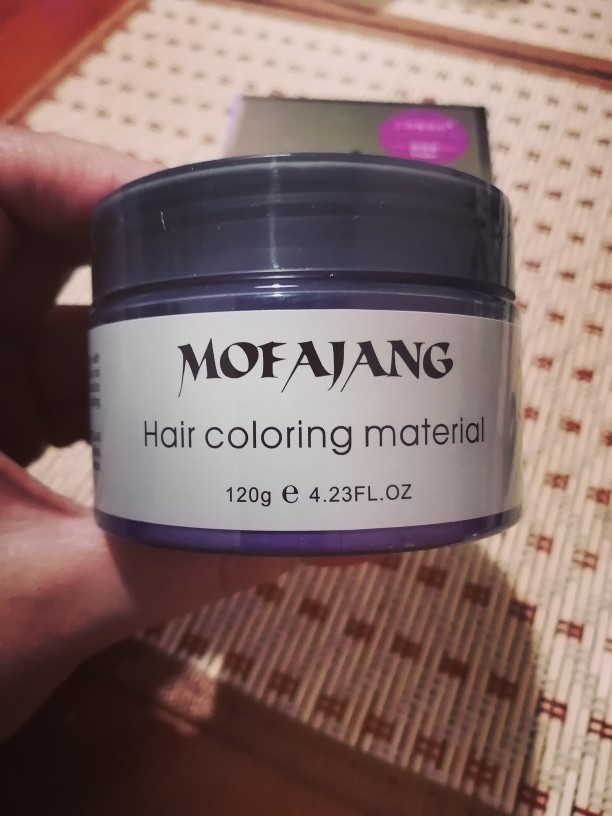 MOFAJANG
Hair coloring material
120g e 4.23FL.OZ